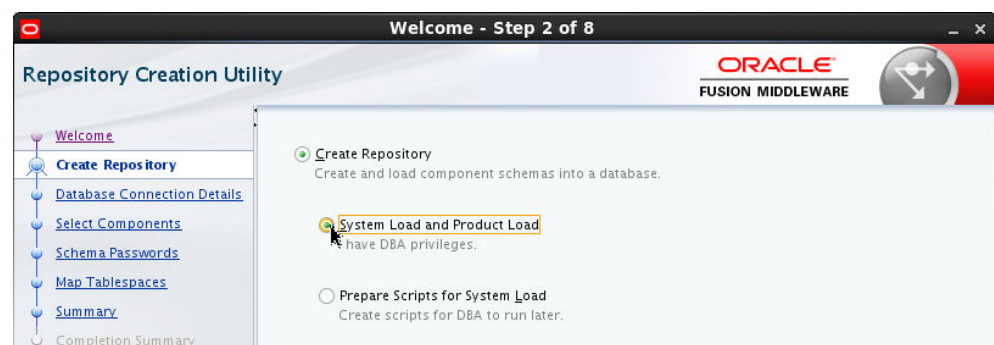 Welcome - Step 2 of 8
Repository Creation Utility
ORACLE
FUSION MIDDLEWARE
Welcome
Create Repository
Database Connection Details
Select Components
Schema Passwords
Map Tablespaces
Summary
Completion Summary
Create Repository
Create and load component schemas into a database.
System Load and Product Load
have DBA privileges.
Prepare Scripts for System Load
Create scripts for DBA to run later.